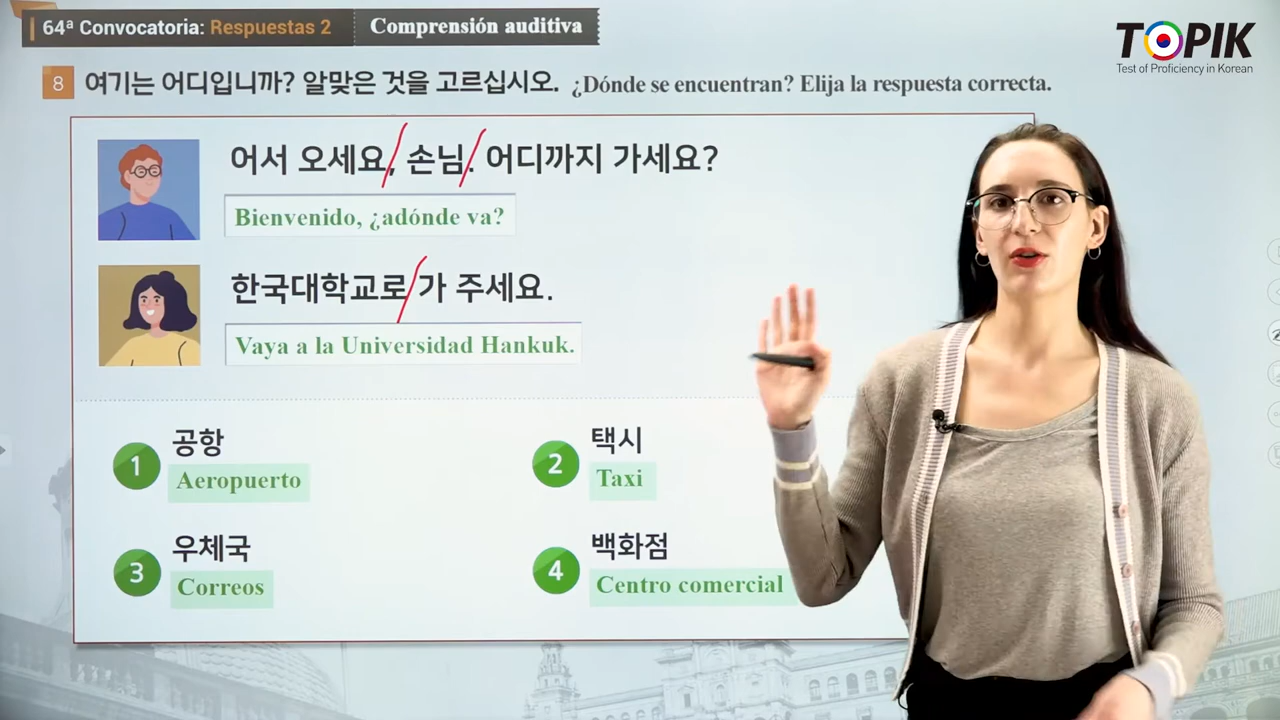 64ª Convocatoria: Respuestas 2 Comprensión auditiva
TOPIK
Test of Proficiency in Korean
8 여기는 어디입니까? 알맞은 것을 고르십시오. ¿Dónde se encuentran? Elija la respuesta correcta.
어서 오세요, 손님. 어디까지 가세요?
Bienvenido, ¿adónde va?
한국대학교로 가 주세요.
Vaya a la Universidad Hankuk.
1 공항
Aeropuerto
2 택시
Taxi
3 우체국
Correos
4 백화점
Centro comercial